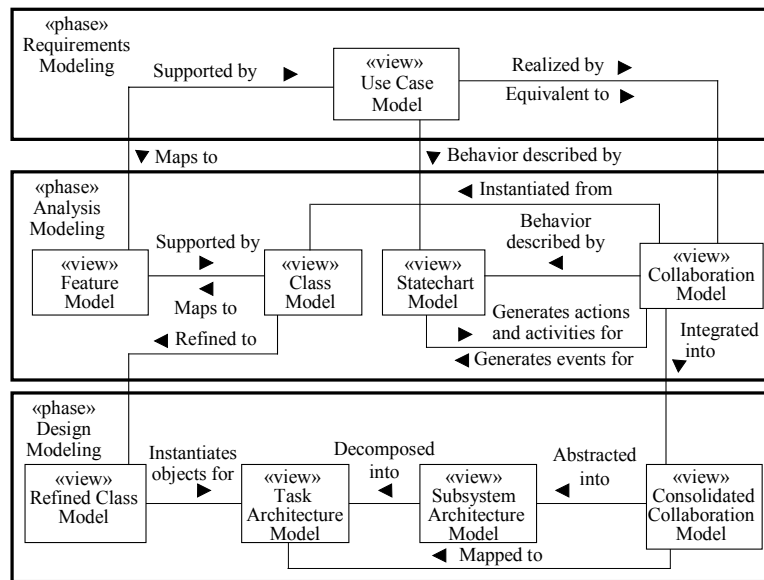 «phase»
Requirements
Modeling
Supported by
«view»
Use Case
Model
Realized by
Equivalent to
Maps to
Behavior described by
«phase»
Analysis
Modeling
Instantiated from
«view»
Feature
Model
Supported by
Maps to
«view»
Class
Model
«view»
Statechart
Model
Behavior
described by
«view»
Collaboration
Model
Refined to
Generates actions
and activities for
Generates events for
Integrated
into
«phase»
Design
Modeling
«view»
Refined Class
Model
Instantiates
objects for
«view»
Task
Architecture
Model
Decomposed
into
«view»
Subsystem
Architecture
Model
Abstracted
into
«view»
Consolidated
Collaboration
Model
Mapped to